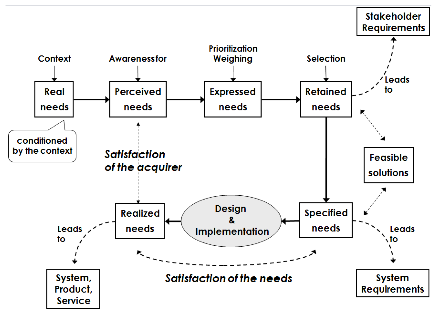 Stakeholder
Requirements
Context
Awareness for
Prioritization
Weighing
Selection
Leads
to
Real
needs
Perceived
needs
Expressed
needs
Retained
needs
conditioned
by the context
Satisfaction
of the acquirer
Feasible
solutions
Realized
needs
Design
&
Implementation
Specified
needs
Leads
to
Leads
to
System,
Product,
Service
Satisfaction of the needs
System
Requirements